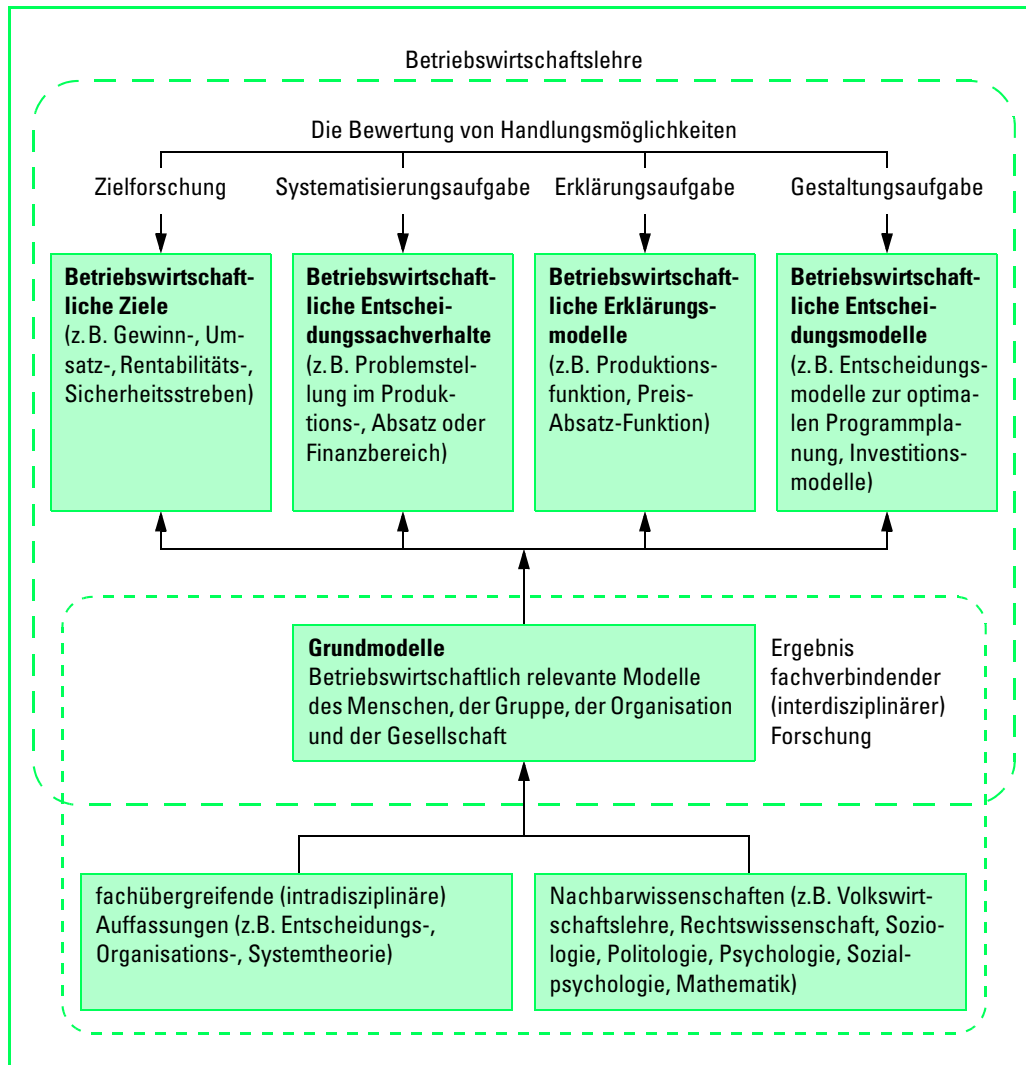 Betriebswirtschaftslehre
Die Bewertung von Handlungsmöglichkeiten
Zielforschung
Systematisierungsaufgabe
Erklärungsaufgabe
Gestaltungsaufgabe
Betriebswirtschaft-
liche Ziele
(z.B. Gewinn-, Um-
satz-, Rentabilitäts-,
Sicherheitsstreben)
Betriebswirtschaft-
liche Entschei-
dungssachverhalte
(z.B. Problemstel-
lung im Produk-
tions-, Absatz oder
Finanzbereich)
Betriebswirtschaft-
liche Erklärungs-
modelle
(z.B. Produktions-
funktion, Preis-
Absatz-Funktion)
Betriebswirtschaft-
liche Entschei-
dungsmodelle
(z.B. Entscheidungs-
modelle zur optima-
len Programmpla-
nung, Investitions-
modelle)
Grundmodelle
Betriebswirtschaftlich relevante Modelle
des Menschen, der Gruppe, der Organisation
und der Gesellschaft
Ergebnis
fachverbindender
(interdisziplinärer)
Forschung
fachübergreifende (intradisziplinäre)
Auffassungen (z.B. Entscheidungs-,
Organisations-, Systemtheorie)
Nachbarwissenschaften (z.B. Volkswirt-
schaftslehre, Rechtswissenschaft, Sozio-
logie, Politologie, Psychologie, Sozial-
psychologie, Mathematik)